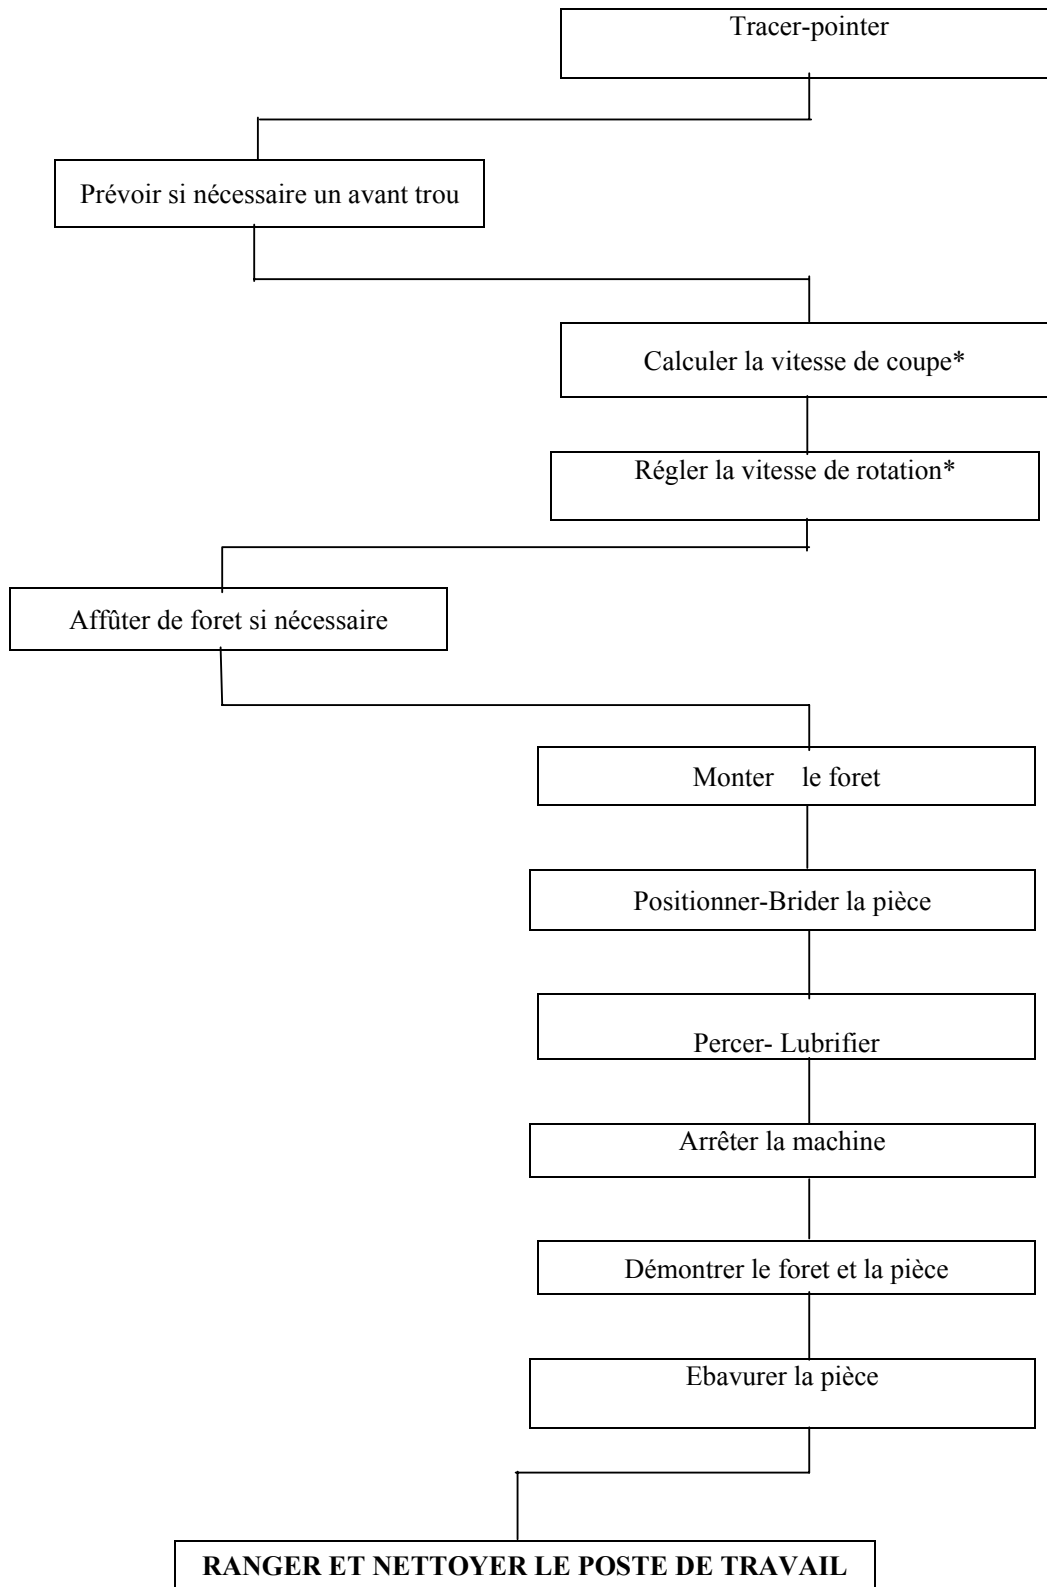 Tracer-pointer
Prévoir si nécessaire un avant trou
Calculer la vitesse de coupe*
Régler la vitesse de rotation*
Affûter de foret si nécessaire
Monter le foret
Positionner-Brider la pièce
Percer- Lubrifier
Arrêter la machine
Démontrer le foret et la pièce
Ebavurer la pièce
RANGER ET NETTOYER LE POSTE DE TRAVAIL